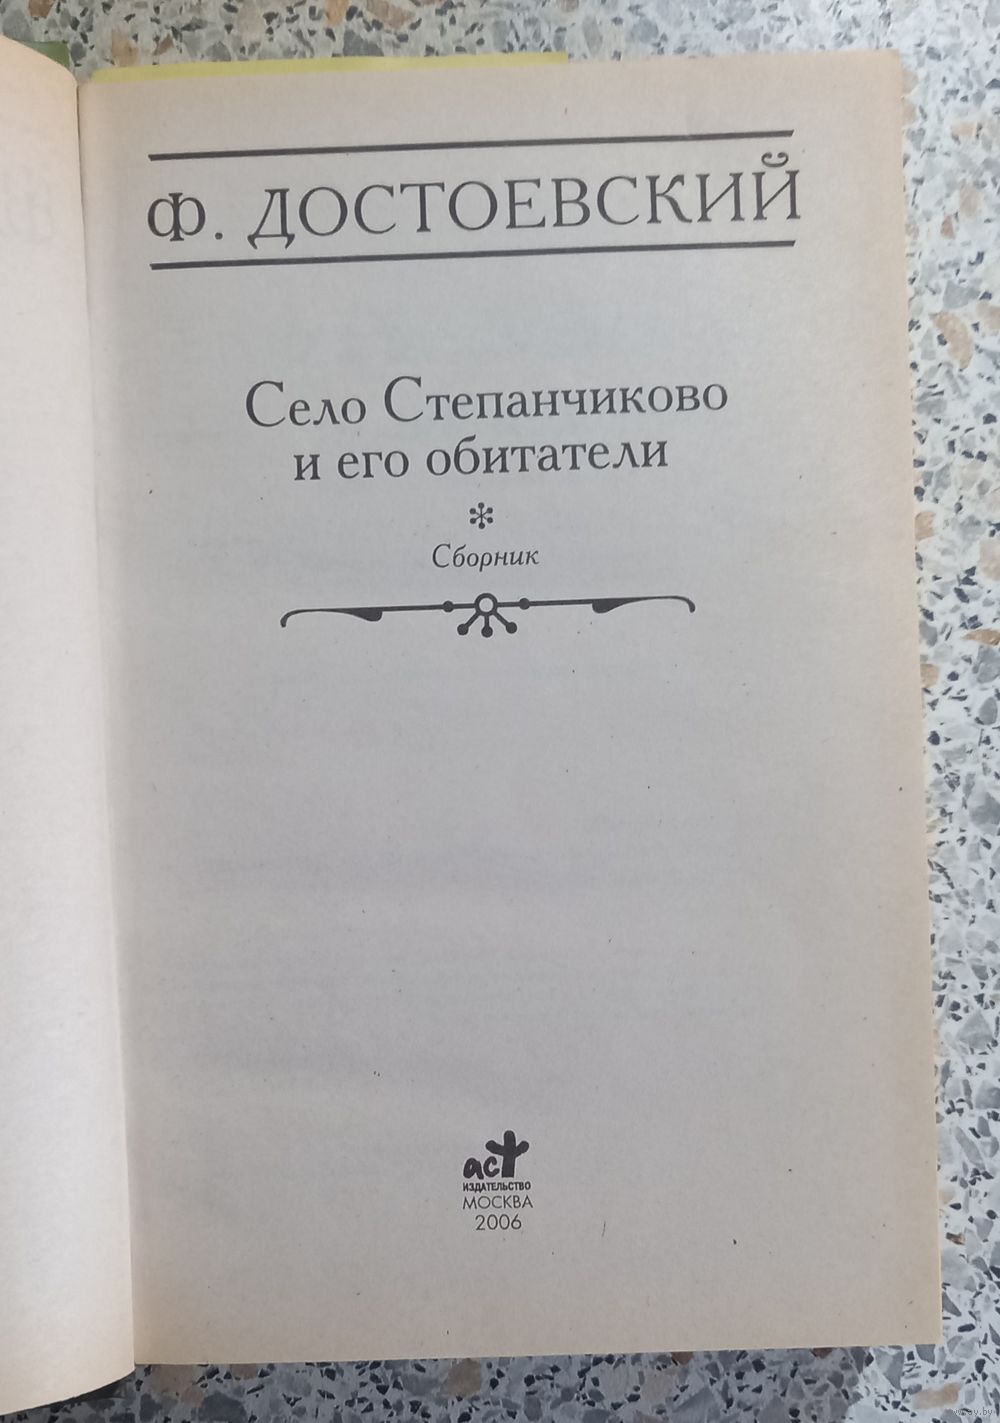 Ф. ДОСТОЕВСКИЙ
Село Степанчиково
и его обитатели
Сборник
аст
ИЗДАТЕЛЬСТВО
МОСКВА
2006